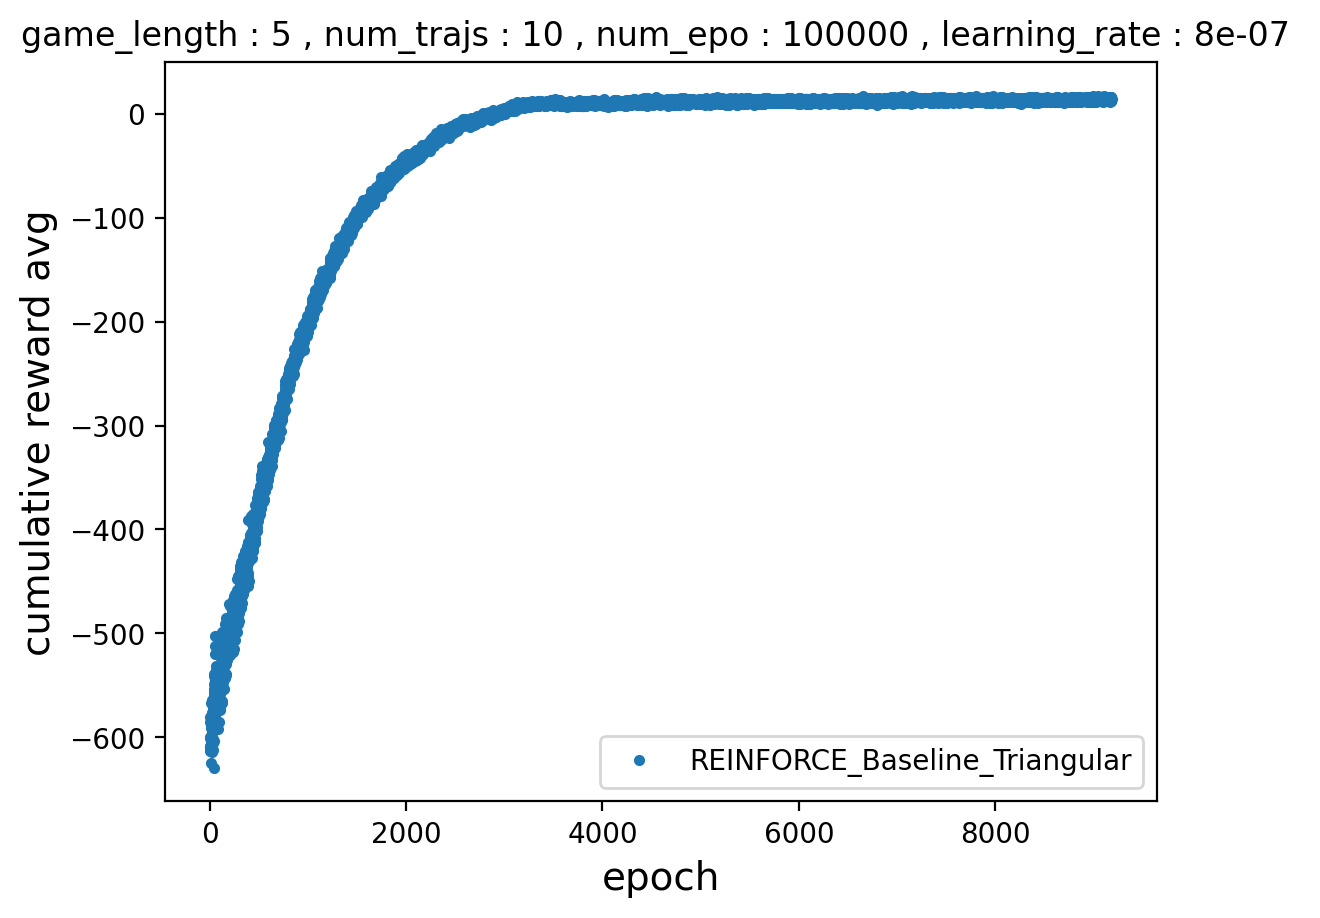 game_length : 5 , num_trajs : 10 , num_epo : 100000 , learning_rate : 8e-07
cumulative reward avg
0
−100
−200
−300
−400
−500
−600
REINFORCE_Baseline_Triangular
0 2000 4000 6000 8000
epoch